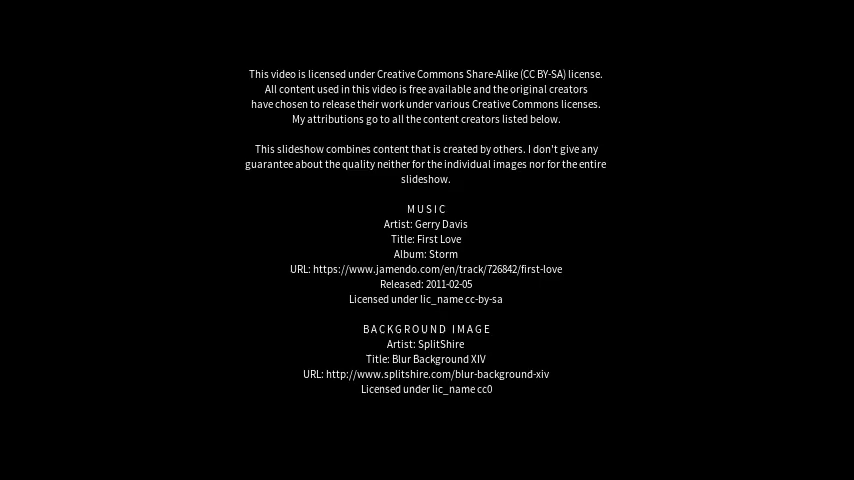 This video is licensed under Creative Commons Share-Alike (CC BY-SA) license.
All content used in this video is free available and the original creators
have chosen to release their work under various Creative Commons licenses.
My attributions go to all the content creators listed below.
This slideshow combines content that is created by others. I don't give any
guarantee about the quality neither for the individual images nor for the entire
slideshow.
MUSIC
Artist: Gerry Davis
Title: First Love
Album: Storm
URL: https://www.jamendo.com/en/track/726842/first-love
Released: 2011-02-05
Licensed under lic_name cc-by-sa
BACKGROUND IMAGE
Artist: SplitShire
Title: Blur Background XIV
URL: http://www.splitshire.com/blur-background-xiv
Licensed under lic_name cc0